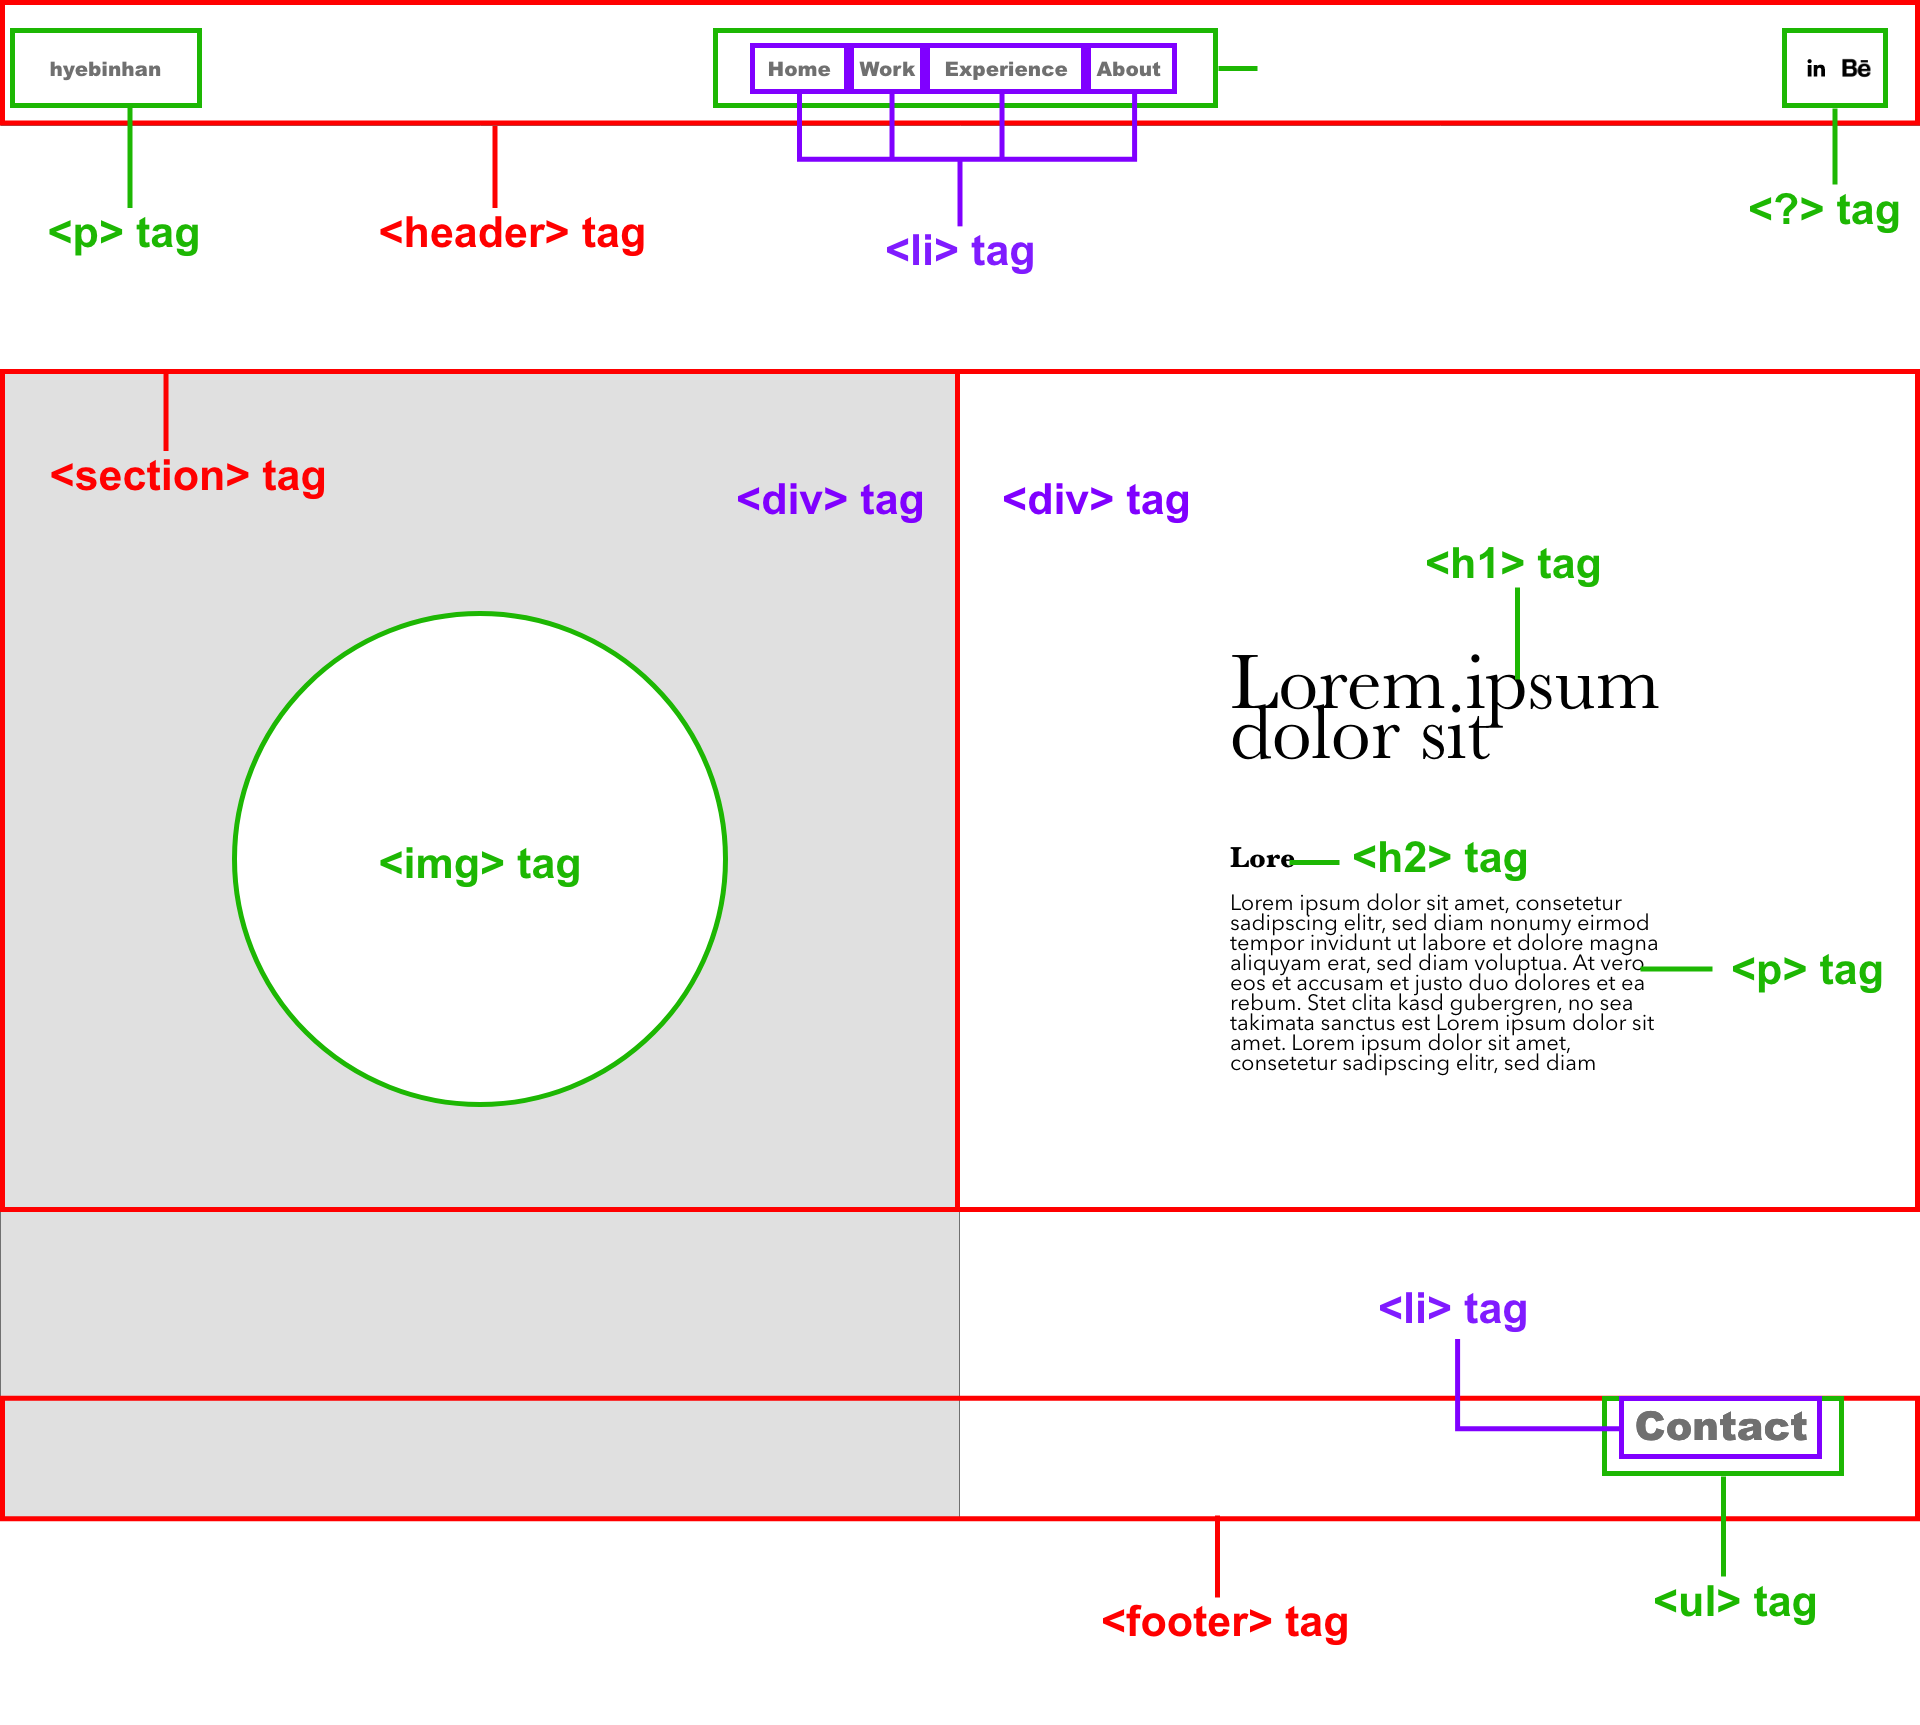 hyebinhan
Home Work Experience About
in Bē
<p> tag
<header> tag
<li> tag
<?> tag
<section> tag
<div> tag
<div> tag
<h1> tag
Lorem ipsum
dolor sit
<img> tag
Lore
<h2> tag
Lorem ipsum dolor sit amet, consetetur
sadipscing elitr, sed diam nonumy eirmod
tempor invidunt ut labore et dolore magna
aliquyam erat, sed diam voluptua. At vero
eos et accusam et justo duo dolores et ea
rebum. Stet clita kasd gubergren, no sea
takimata sanctus est Lorem ipsum dolor sit
amet. Lorem ipsum dolor sit amet,
consetetur sadipscing elitr, sed diam
<p> tag
<li> tag
Contact
<ul> tag
<footer> tag